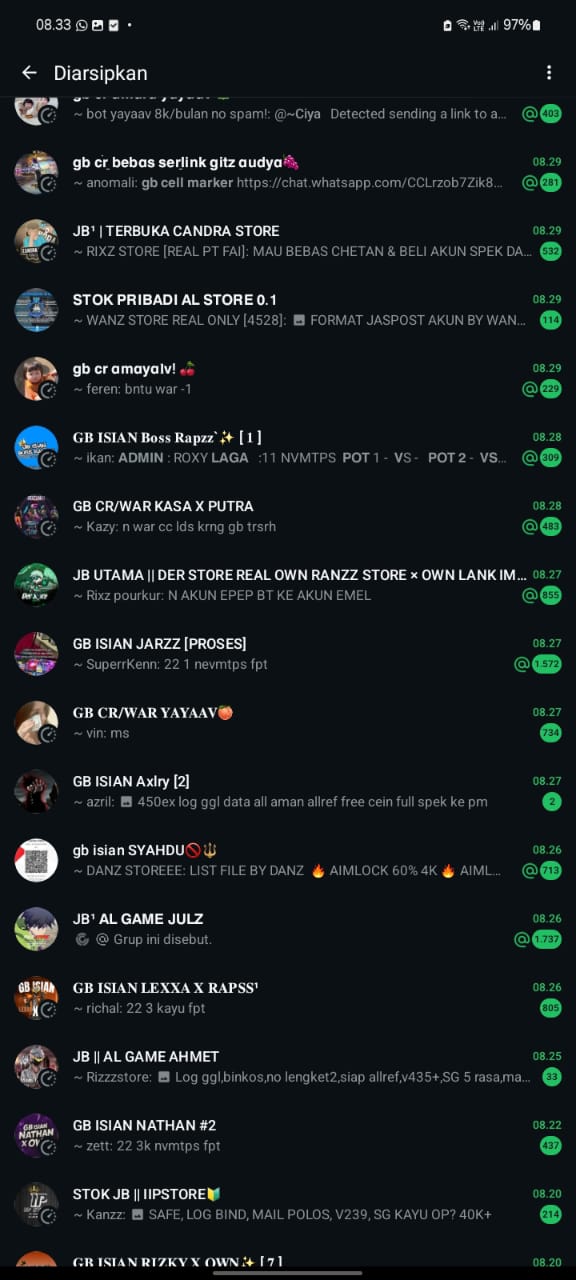 08.33
97%
Diarsipkan
~ bot yayaav 8k/bulan no spam!: @~Ciya Detected sending a link to a... @ 403
gb cr bebas serlink gitz audya🍇 08.29
~ anomali: gb cell marker https://chat.whatsapp.com/CCLrzob7Zik8... @ 281
JB¹ | TERBUKA CANDRA STORE 08.29
~ RIXZ STORE [REAL PT FAI]: MAU BEBAS CHETAN & BELI AKUN SPEK DA... 532
STOK PRIBADI AL STORE 0.1 08.29
~ WANZ STORE REAL ONLY [4528]: FORMAT JASPOST AKUN BY WAN... 114
gb cr amayalv! 🍒 08.29
~ feren: bntu war -1 @ 229
GB ISIAN Boss Rapzz`✨ [ 1 ] 08.28
~ ikan: ADMIN : ROXY LAGA :11 NVMTPS POT 1 - VS - POT 2 - VS... @ 309
GB CR/WAR KASA X PUTRA 08.28
~ Kazy: n war cc lds krng gb trsrh @ 483
JB UTAMA || DER STORE REAL OWN RANZZ STORE × OWN LANK IM... 08.27
~ Rixz pourkur: N AKUN EPEP BT KE AKUN EMEL @ 855
GB ISIAN JARZZ [PROSES] 08.27
~ SuperrKenn: 22 1 nevmtps fpt @ 1.572
GB CR/WAR YAYAAV🍑 08.27
~ vin: ms 734
GB ISIAN Axlry [2] 08.27
~ azril: 450ex log ggl data all aman allref free cein full spek ke pm 2
gb isian SYAHDU🚫🔱 08.26
~ DANZ STOREEE: LIST FILE BY DANZ 🔥 AIMLOCK 60% 4K 🔥 AIML... @ 713
JB¹ AL GAME JULZ 08.26
@ Grup ini disebut. @ 1.737
GB ISIAN LEXXA X RAPSS¹ 08.26
~ richal: 22 3 kayu fpt 805
JB || AL GAME AHMET 08.25
~ Rizzzstore: Log ggl,binkos,no lengket2,siap allref,v435+,SG 5 rasa,ma... 33
GB ISIAN NATHAN #2 08.22
~ zett: 22 3k nvmtps fpt 437
STOK JB || IIPSTORE🔰 08.20
~ Kanzz: SAFE, LOG BIND, MAIL POLOS, V239, SG KAYU OP? 40K+ 214
GB ISIAN RIZKY X OWN✨ [ 7 ] 08.20